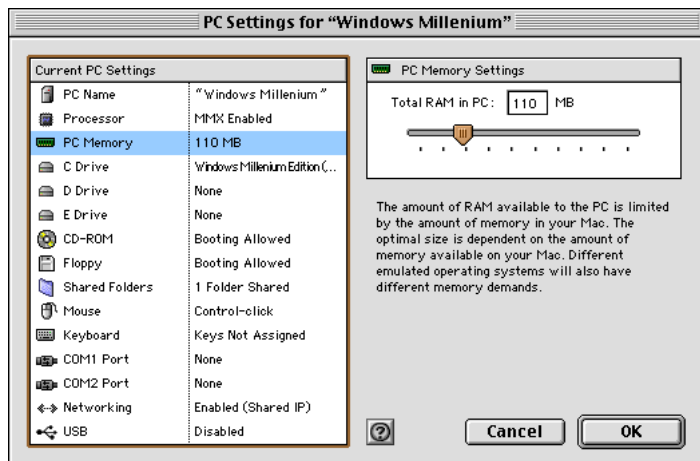 PC Settings for “Windows Millenium”
Current PC Settings
PC Name "Windows Millenium"
Processor MMX Enabled
PC Memory 110 MB
C Drive Windows Millenium Edition (...
D Drive None
E Drive None
CD-ROM Booting Allowed
Floppy Booting Allowed
Shared Folders 1 Folder Shared
Mouse Control-click
Keyboard Keys Not Assigned
COM1 Port None
COM2 Port None
Networking Enabled (Shared IP)
USB Disabled
PC Memory Settings
Total RAM in PC: 110 MB
The amount of RAM available to the PC is limited
by the amount of memory in your Mac. The
optimal size is dependent on the amount of
memory available on your Mac. Different
emulated operating systems will also have
different memory demands.
?
Cancel
OK